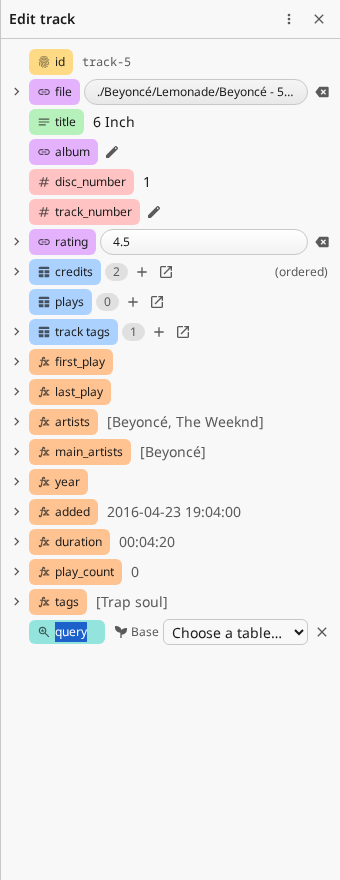 Edit track
id track-5
file ./Beyoncé/Lemonade/Beyoncé - 5...
title 6 Inch
album
disc_number 1
track_number
rating 4.5
credits 2 (ordered)
plays 0
track tags 1
first_play
last_play
artists [Beyoncé, The Weeknd]
main_artists [Beyoncé]
year
added 2016-04-23 19:04:00
duration 00:04:20
play_count 0
tags [Trap soul]
query Base Choose a table...